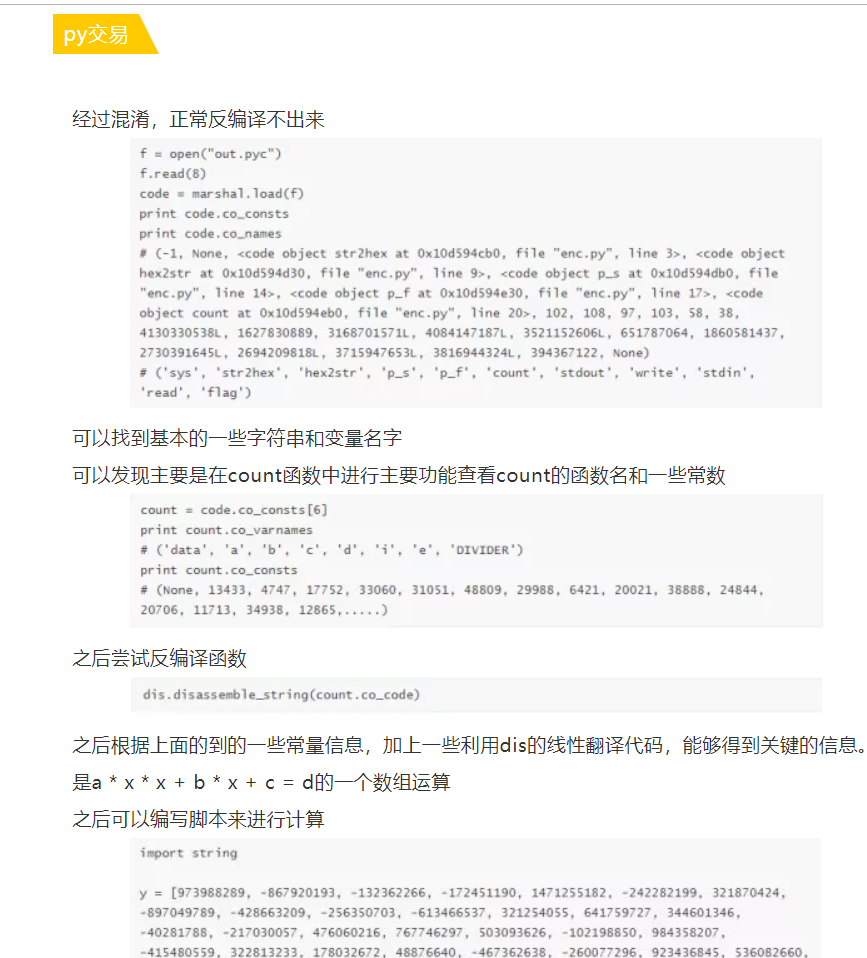 py交易
经过混淆，正常反编译不出来
f = open("out.pyc")
f.read(8)
code = marshal.load(f)
print code.co_consts
print code.co_names
# (-1, None, <code object str2hex at 0x10d594cb0, file "enc.py", line 3>, <code object
hex2str at 0x10d594d30, file "enc.py", line 9>, <code object p_s at 0x10d594db0, file
"enc.py", line 14>, <code object p_f at 0x10d594e30, file "enc.py", line 17>, <code
object count at 0x10d594eb0, file "enc.py", line 20>, 102, 108, 97, 103, 58, 38,
4130330538L, 1627830889, 3168701571L, 4084147187L, 3521152606L, 651787064, 1860581437,
2730391645L, 2694209818L, 3715947653L, 3816944324L, 394367122, None)
# ('sys', 'str2hex', 'hex2str', 'p_s', 'p_f', 'count', 'stdout', 'write', 'stdin',
'read', 'flag')
可以找到基本的一些字符串和变量名字
可以发现主要是在count函数中进行主要功能查看count的函数名和一些常数
count = code.co_consts[6]
print count.co_varnames
# ('data', 'a', 'b', 'c', 'd', 'i', 'e', 'DIVIDER')
print count.co_consts
# (None, 13433, 4747, 17752, 33060, 31051, 48809, 29988, 6421, 20021, 38888, 24844,
20706, 11713, 34938, 12865,.....)
之后尝试反编译函数
dis.disassemble_string(count.co_code)
之后根据上面的到的一些常量信息，加上一些利用dis的线性翻译代码，能够得到关键的信息。
是a * x * x + b * x + c = d的一个数组运算
之后可以编写脚本来进行计算
import string
y = [973988289, -867920193, -132362266, -172451190, 1471255182, -242282199, 321870424,
-897049789, -428663209, -256350703, -613466537, 321254055, 641759727, 344601346,
-40281788, -217030057, 476060216, 767746297, 503093626, -102198850, 984358207,
-415480559, 322813233, 178032672, 48876640, -467362638, -260077296, 923436845, 536082660,